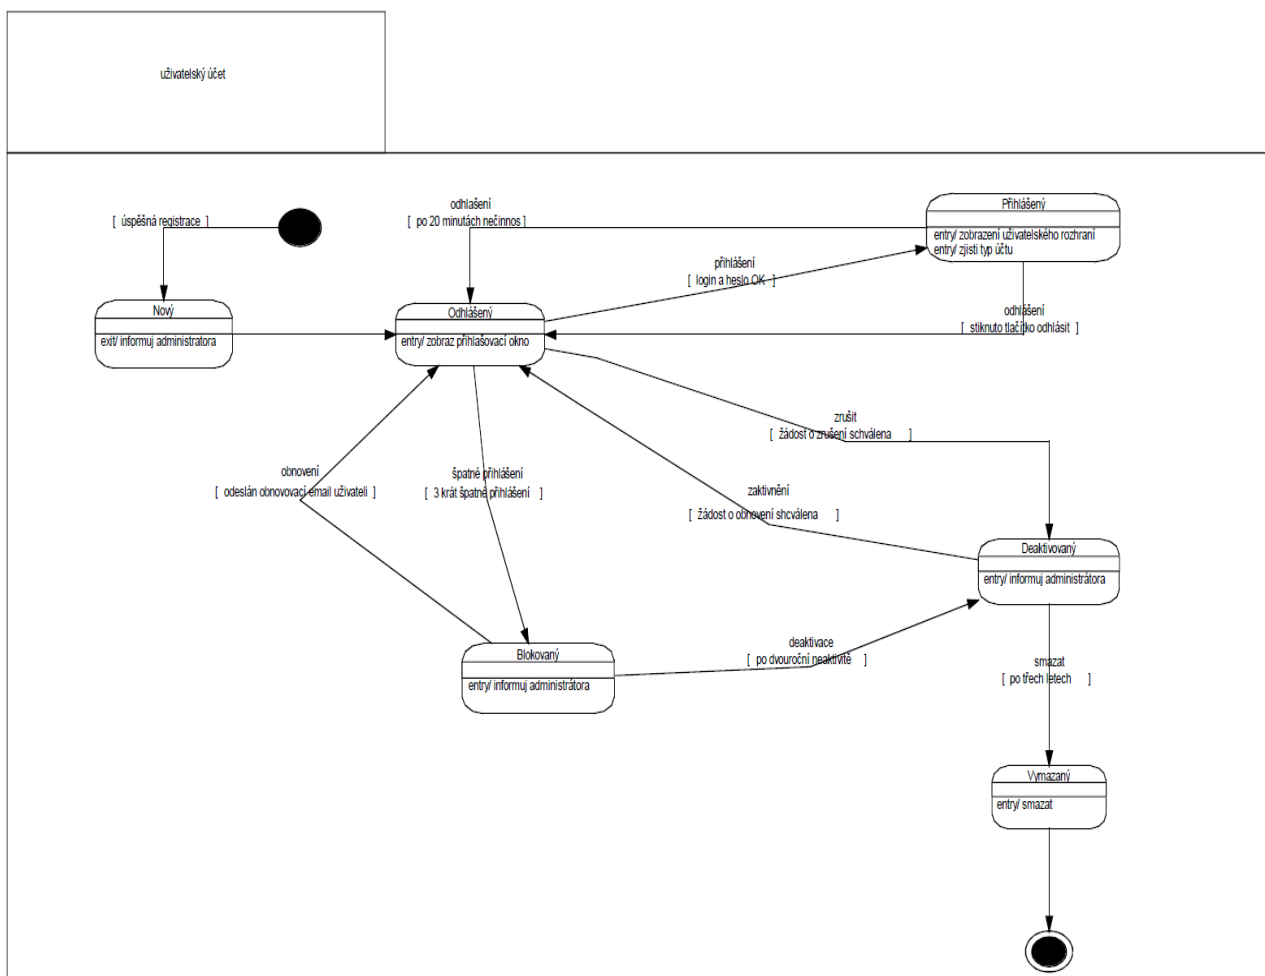 uživatelský účet
[ úspěšná registrace ]
odhlašení
[ po 20 minutách nečinnos ]
Přihlášený
entry/ zobrazení uživatelského rozhraní
entry/ zjisti typ účtu
přihlášení
[ login a heslo OK ]
odhlášení
[ stiknuto tlačítko odhlásit ]
Nový
exit/ informuj administratora
Odhlášený
entry/ zobraz přihlašovací okno
zrušit
[ žádost o zrušení schválena ]
obnovení
[ odeslán obnovovací email uživateli ]
špatné přihlášení
[ 3 krát špatné přihlášení ]
zaktivnění
[ žádost o obnovení shcválena ]
Deaktivovaný
entry/ informuj administrátora
Blokovaný
entry/ informuj administrátora
deaktivace
[ po dvouroční neaktivitě ]
smazat
[ po třech letech ]
Vymazaný
entry/ smazat